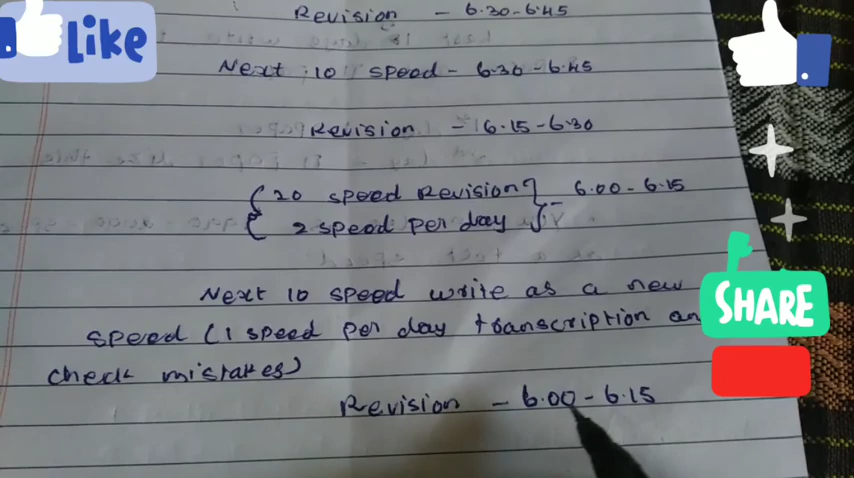 Revision - 6.30-6.45
Like
Next 10 speed - 6.30-6.45
Revision - 6.15-6.30
20 speed Revision 6.00-6.15
2 speed per day
Next 10 speed write as a new
speed (1 speed per day transcription an
SHARE
check mistakes)
Revision - 6.00-6.15